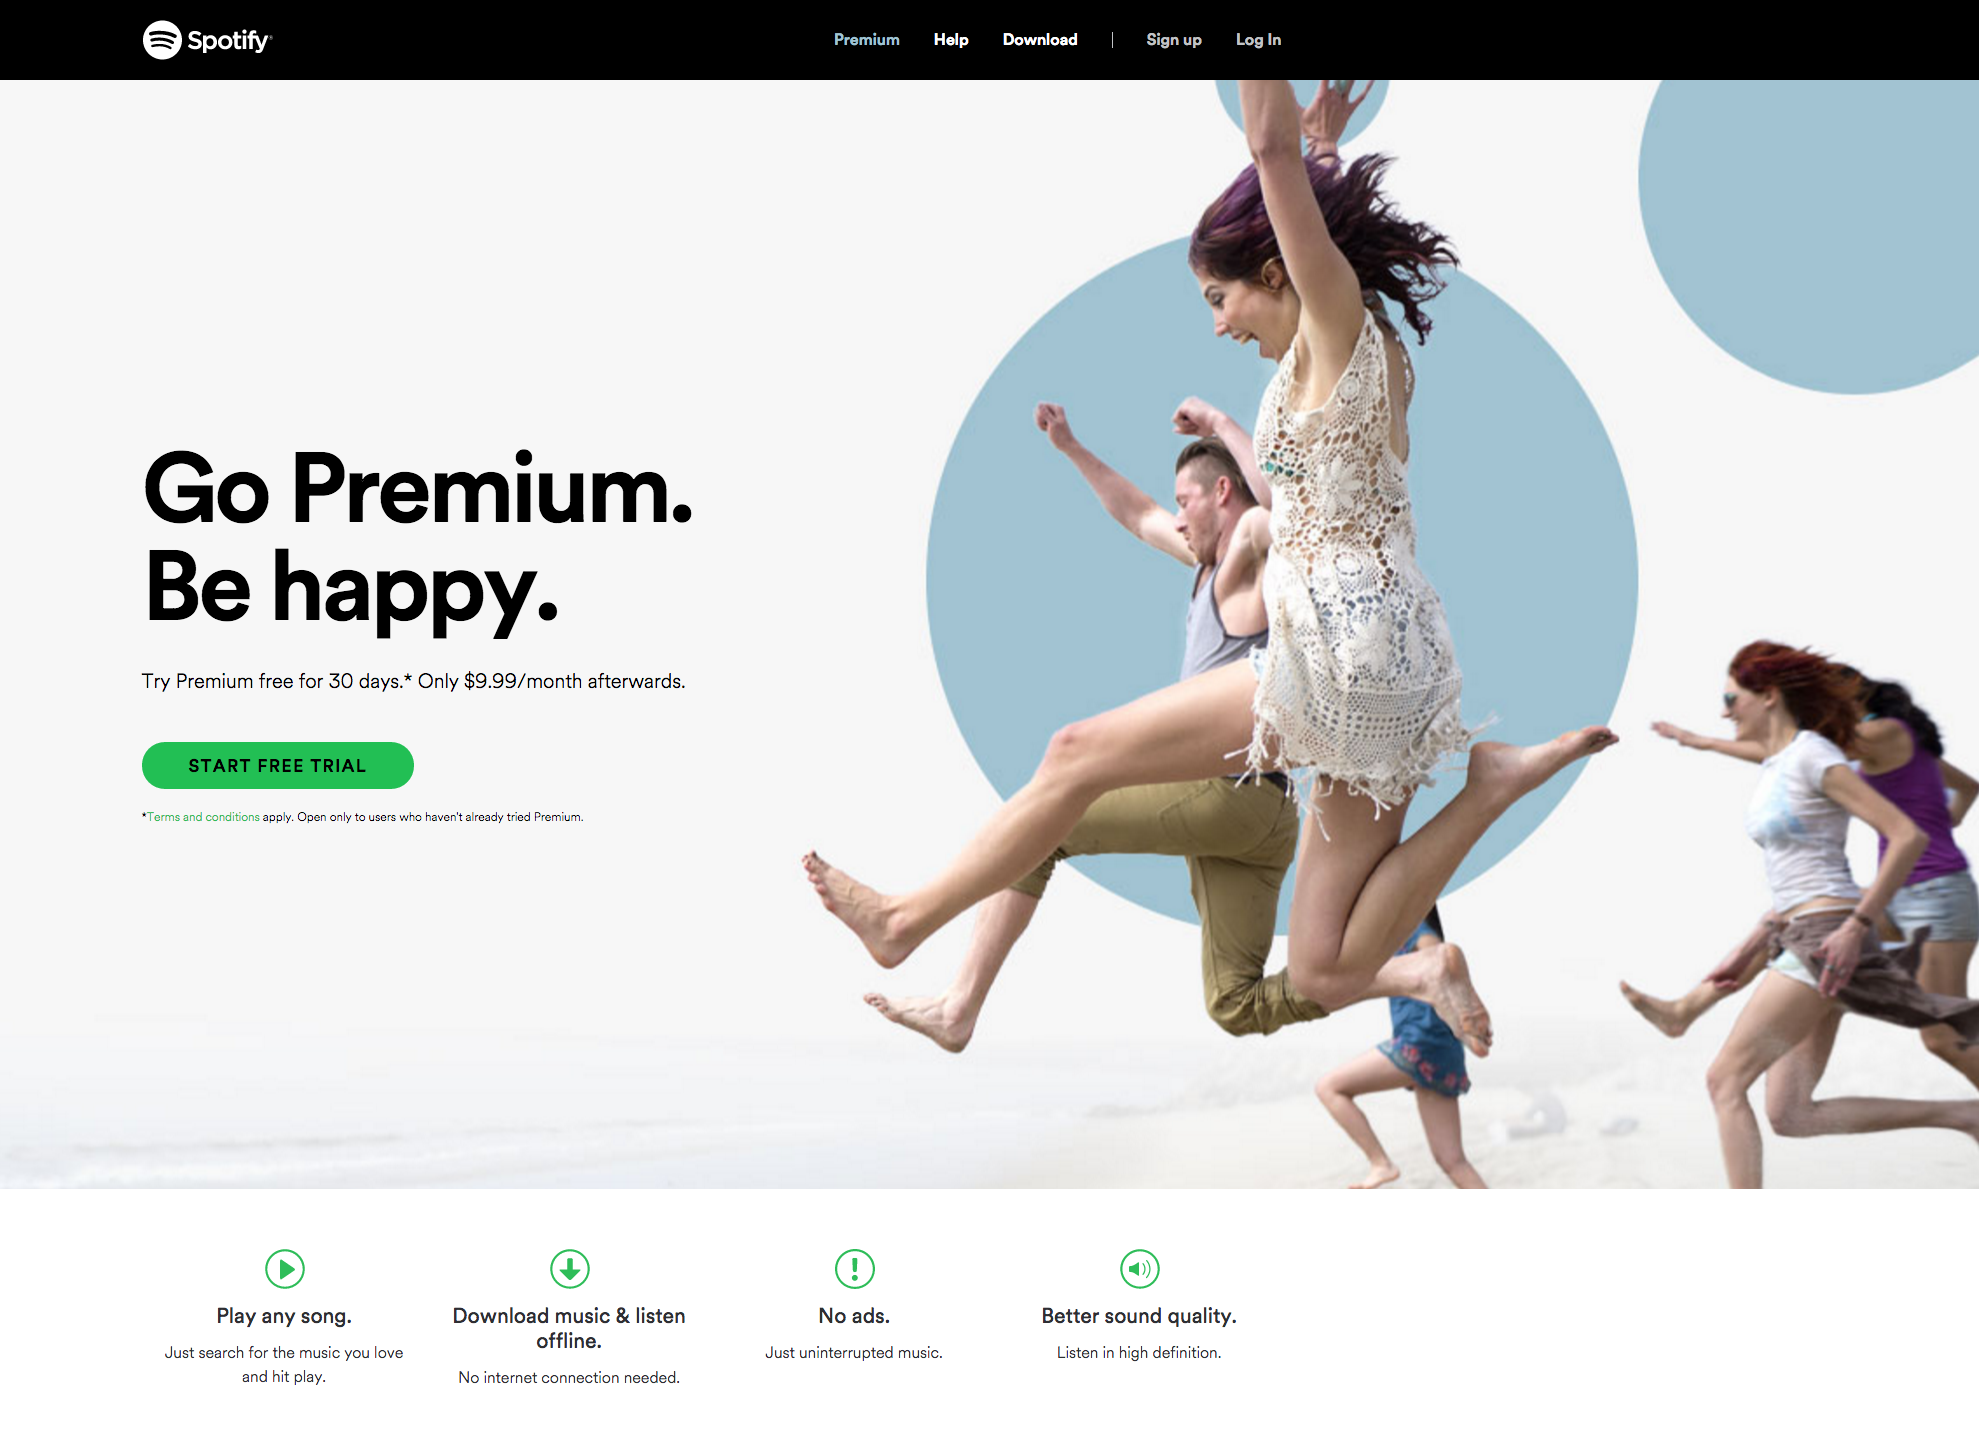 Spotify®
Premium Help Download | Sign up Log In
Go Premium.
Be happy.
Try Premium free for 30 days.* Only $9.99/month afterwards.
START FREE TRIAL
*Terms and conditions apply. Open only to users who haven't already tried Premium.
Play any song.
Just search for the music you love
and hit play.
Download music & listen
offline.
No internet connection needed.
No ads.
Just uninterrupted music.
Better sound quality.
Listen in high definition.